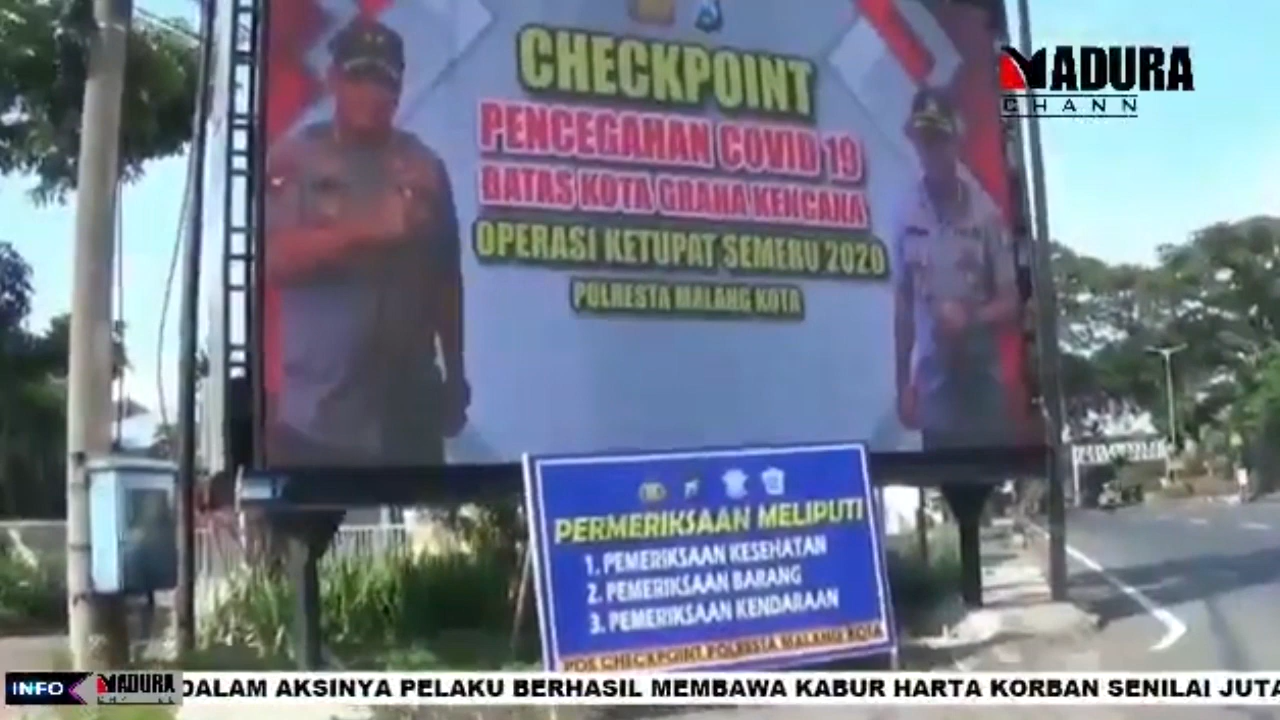 MADURA
CHANN
CHECKPOINT
PENCEGAHAN COVID 19
BATAS KOTA GRAHA KENCANA
OPERASI KETUPAT SEMERU 2020
POLRESTA MALANG KOTA
PERMERIKSAAN MELIPUTI
1. PEMERIKSAAN KESEHATAN
2. PEMERIKSAAN BARANG
3. PEMERIKSAAN KENDARAAN
POS CHECKPOINT POLRESTA MALANG KOTA
INFO MADURA DALAM AKSINYA PELAKU BERHASIL MEMBAWA KABUR HARTA KORBAN SENILAI JUTA